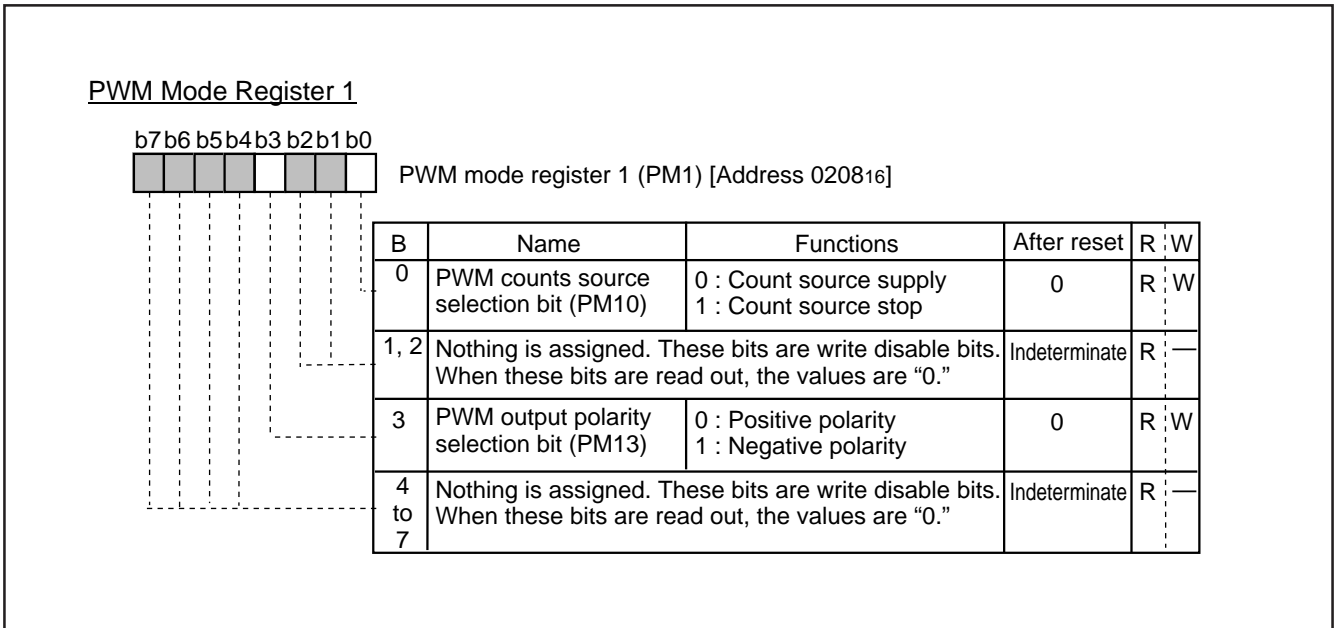 PWM Mode Register 1
b7 b6 b5 b4 b3 b2 b1 b0
PWM mode register 1 (PM1) [Address 020816]
B Name Functions After reset R W
0 PWM counts source selection bit (PM10) 0 : Count source supply 1 : Count source stop 0 R W
1, 2 Nothing is assigned. These bits are write disable bits. When these bits are read out, the values are “0.” Indeterminate R —
3 PWM output polarity selection bit (PM13) 0 : Positive polarity 1 : Negative polarity 0 R W
4 to 7 Nothing is assigned. These bits are write disable bits. When these bits are read out, the values are “0.” Indeterminate R —